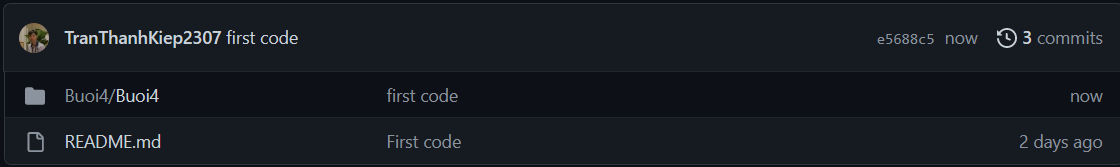 TranThanhKiep2307 first code e5688c5 now 3 commits
Buoi4/Buoi4 first code now
README.md First code 2 days ago